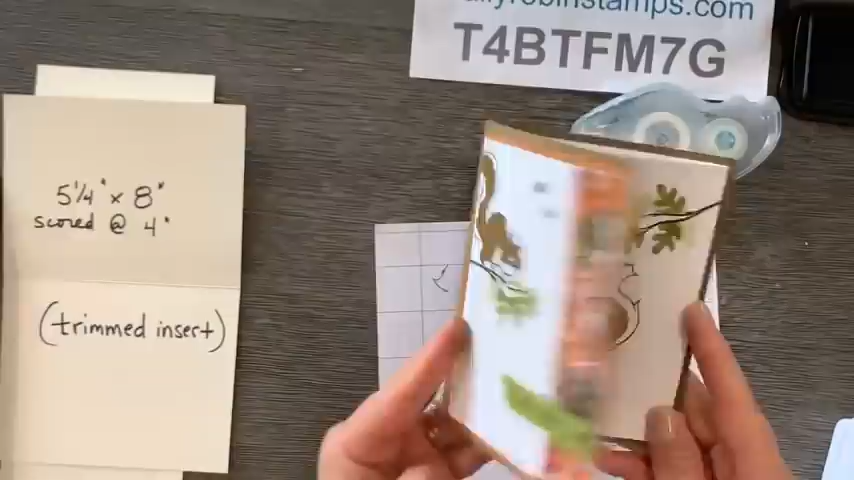 T4BTFM7G
5¼" x 8"
scored @ 4"
(trimmed insert)